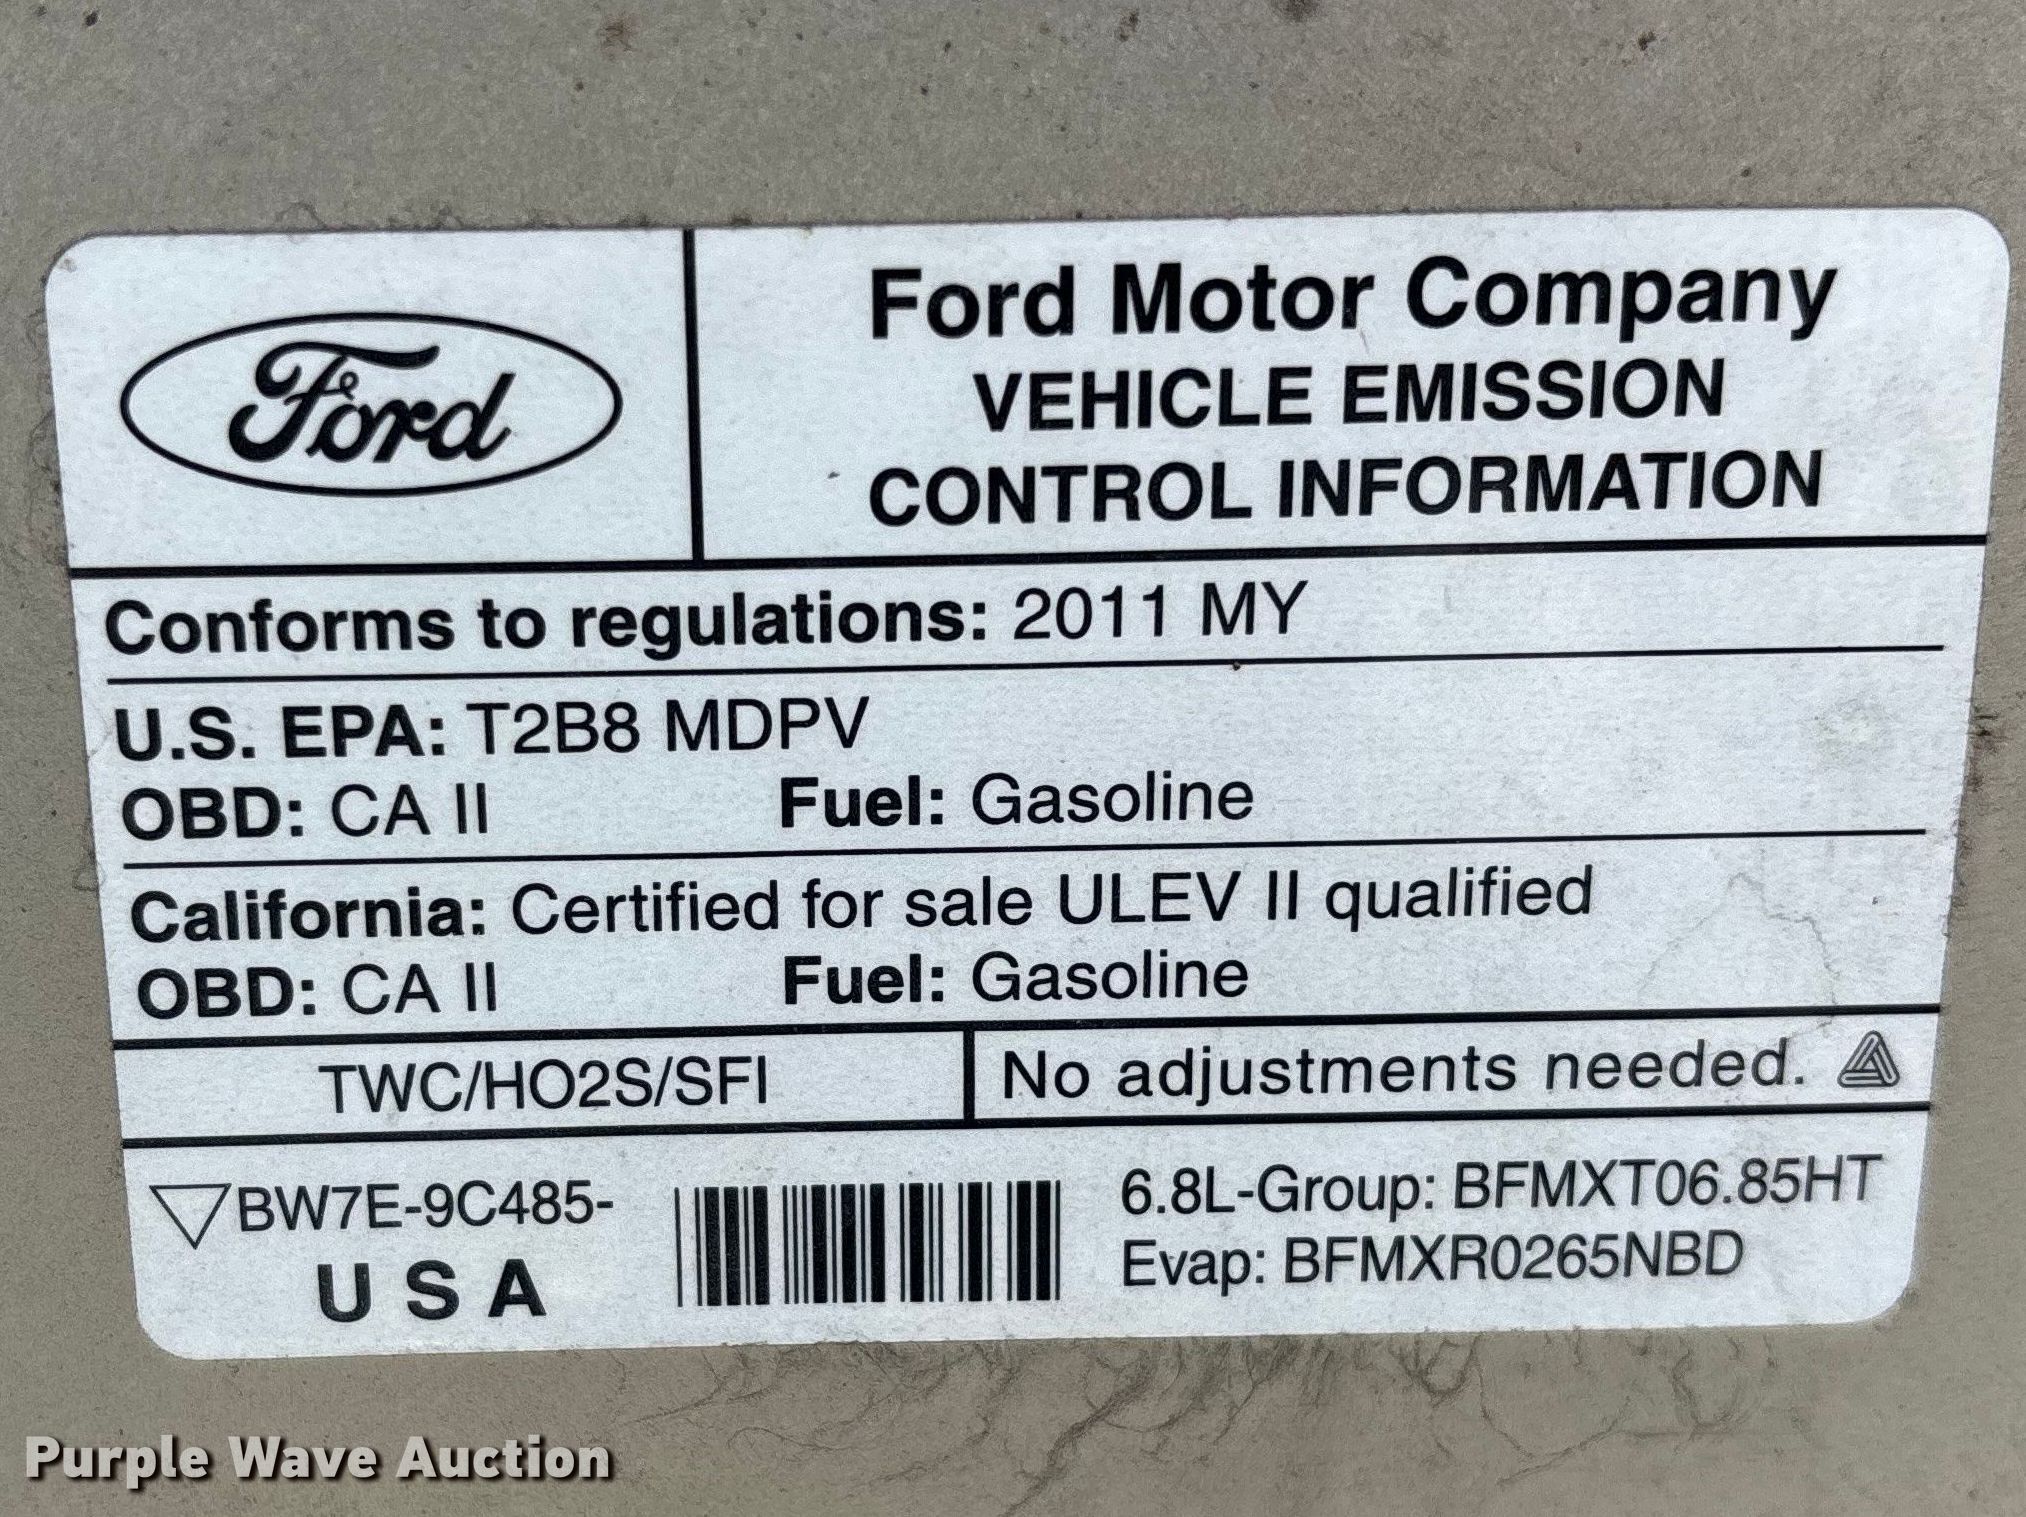 Ford
Ford Motor Company
VEHICLE EMISSION
CONTROL INFORMATION
Conforms to regulations: 2011 MY
U.S. EPA: T2B8 MDPV
OBD: CA II Fuel: Gasoline
California: Certified for sale ULEV II qualified
OBD: CA II Fuel: Gasoline
TWC/HO2S/SFI
No adjustments needed.
BW7E-9C485-
U S A
6.8L-Group: BFMXT06.85HT
Evap: BFMXR0265NBD
Purple Wave Auction